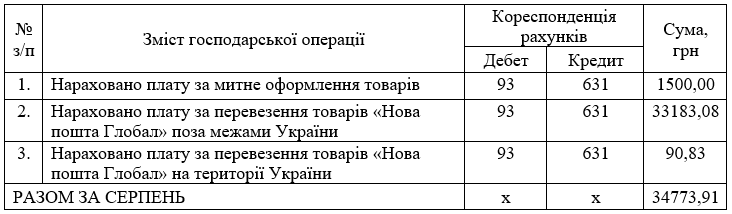 № з/п
Зміст господарської операції
Кореспонденція рахунків
Сума, грн
Дебет
Кредит
1. Нараховано плату за митне оформлення товарів 93 631 1500,00
2. Нараховано плату за перевезення товарів «Нова
пошта Глобал» поза межами України 93 631 33183,08
3. Нараховано плату за перевезення товарів «Нова
пошта Глобал» на території України 93 631 90,83
РАЗОМ ЗА СЕРПЕНЬ х х 34773,91